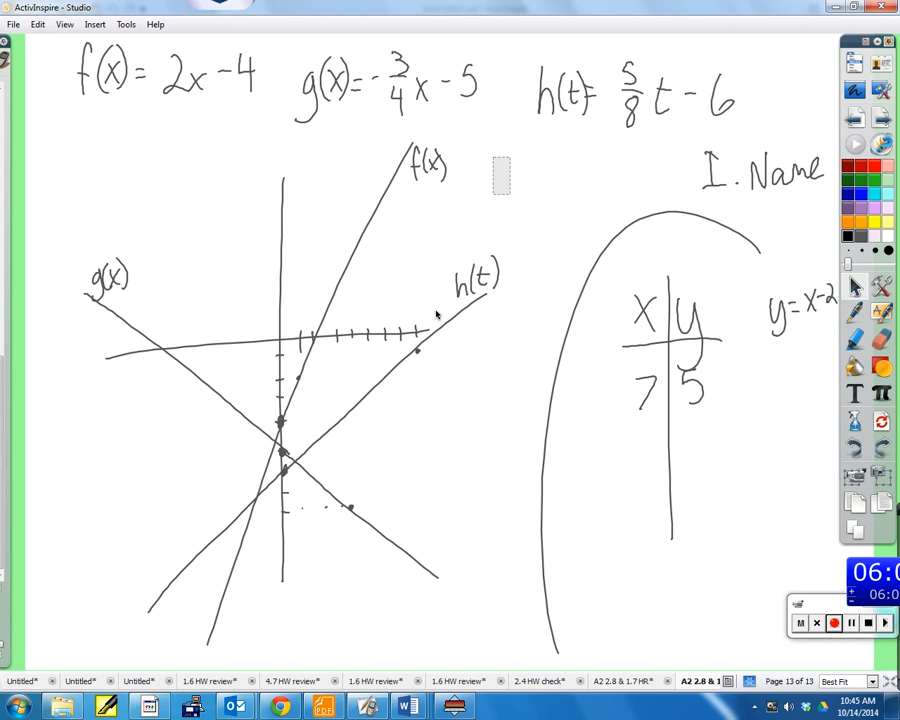 ActivInspire - Studio
File Edit View Insert Tools Help
f(x) = 2x - 4
g(x) = -3/4 x - 5
h(t) = 5/8 t - 6
I. Name
f(x)
g(x)
h(t)
x y
7 5
y = x - 2
06:0
06:0
M
Untitled* Untitled* Untitled* 1.6 HW review* 4.7 HW review* 1.6 HW review* 1.6 HW review* 2.4 HW check* A2 2.8 & 1.7 HR* A2 2.8 & 1 Page 13 of 13 Best Fit
PDF
10:45 AM
10/14/2014